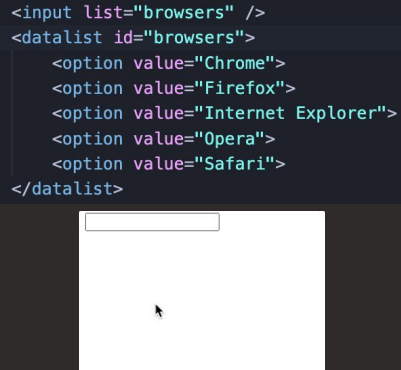 <input list="browsers" />
<datalist id="browsers">
    <option value="Chrome">
    <option value="Firefox">
    <option value="Internet Explorer">
    <option value="Opera">
    <option value="Safari">
</datalist>